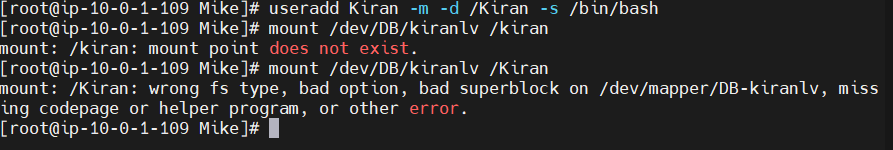 [root@ip-10-0-1-109 Mike]# useradd Kiran -m -d /Kiran -s /bin/bash
[root@ip-10-0-1-109 Mike]# mount /dev/DB/kiranlv /kiran
mount: /kiran: mount point does not exist.
[root@ip-10-0-1-109 Mike]# mount /dev/DB/kiranlv /Kiran
mount: /Kiran: wrong fs type, bad option, bad superblock on /dev/mapper/DB-kiranlv, miss
ing codepage or helper program, or other error.
[root@ip-10-0-1-109 Mike]#